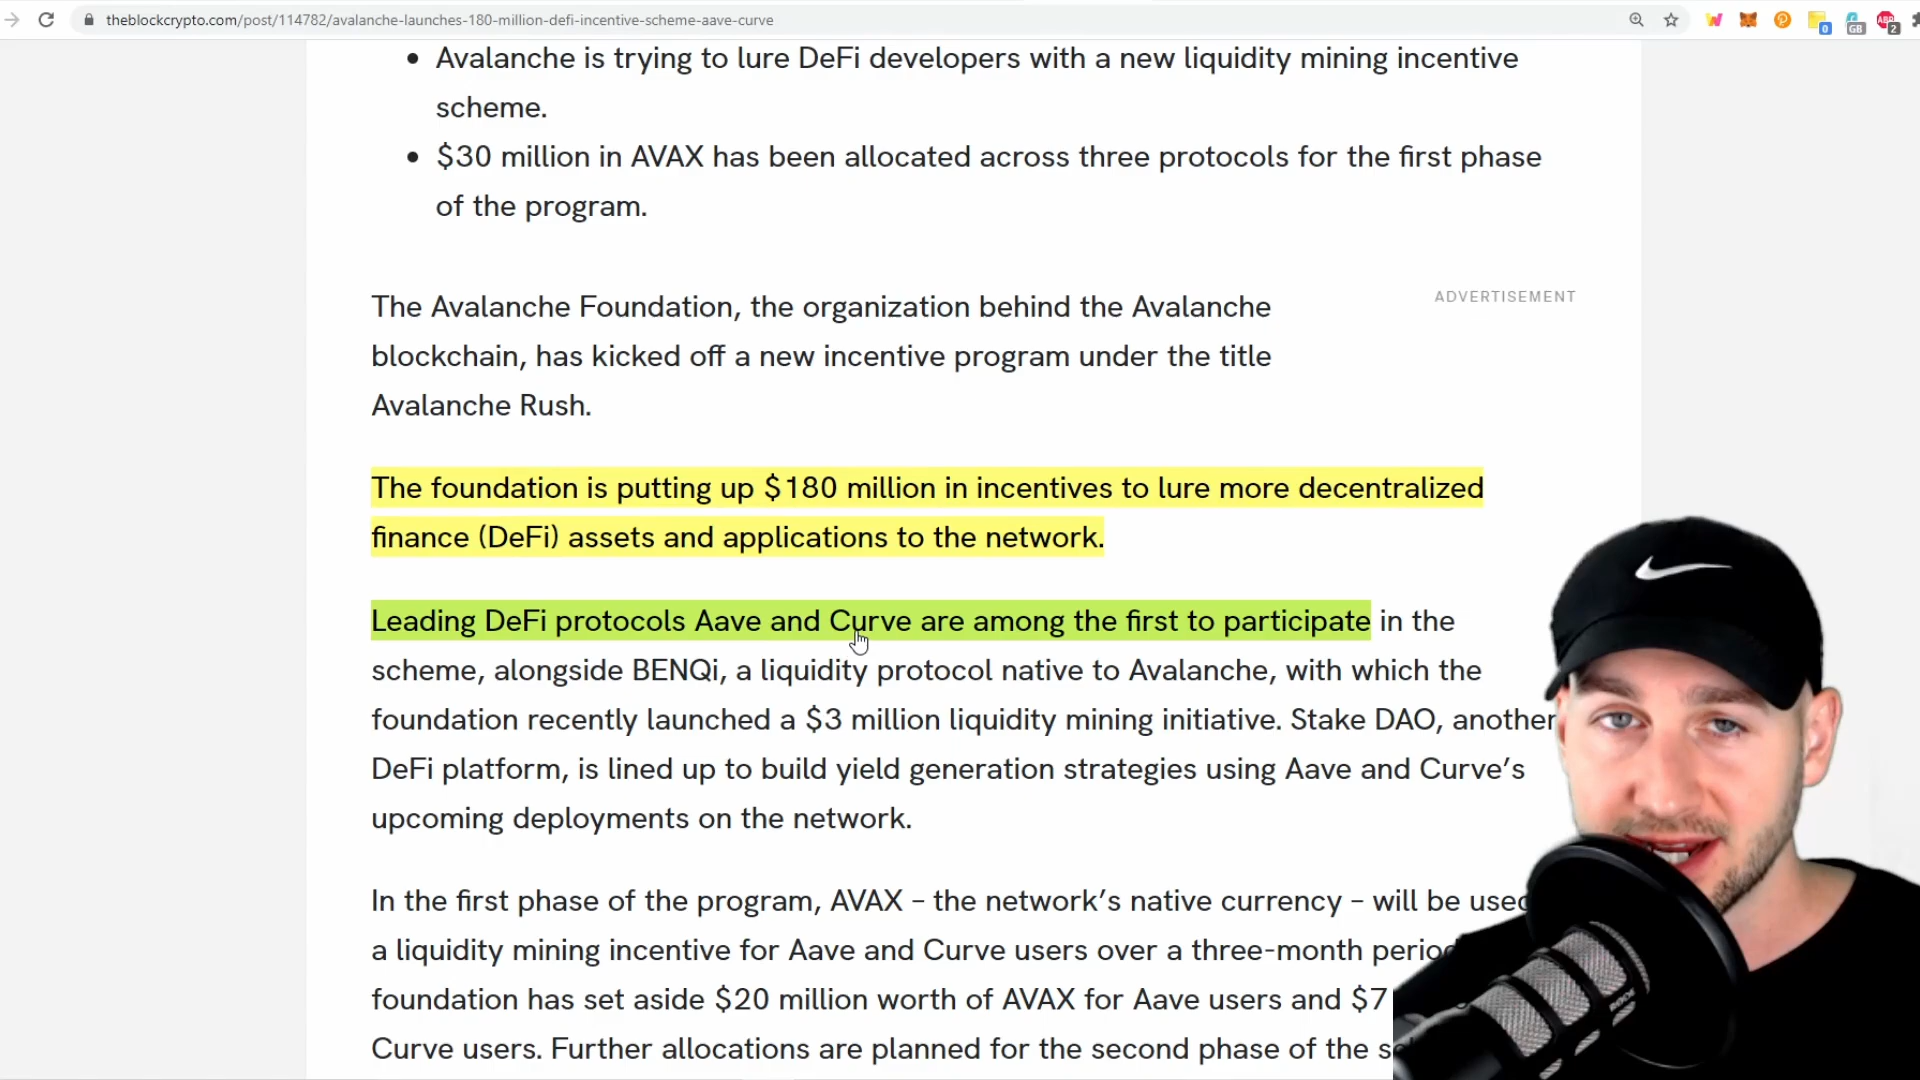 theblockcrypto.com/post/114782/avalanche-launches-180-million-defi-incentive-scheme-aave-curve
0
GB
ABP
2
Avalanche is trying to lure DeFi developers with a new liquidity mining incentive
scheme.
$30 million in AVAX has been allocated across three protocols for the first phase
of the program.
The Avalanche Foundation, the organization behind the Avalanche
ADVERTISEMENT
blockchain, has kicked off a new incentive program under the title
Avalanche Rush.
The foundation is putting up $180 million in incentives to lure more decentralized
finance (DeFi) assets and applications to the network.
Leading DeFi protocols Aave and Curve are among the first to participate in the
scheme, alongside BENQi, a liquidity protocol native to Avalanche, with which the
foundation recently launched a $3 million liquidity mining initiative. Stake DAO, another
DeFi platform, is lined up to build yield generation strategies using Aave and Curve’s
upcoming deployments on the network.
In the first phase of the program, AVAX – the network’s native currency – will be used
a liquidity mining incentive for Aave and Curve users over a three-month period
foundation has set aside $20 million worth of AVAX for Aave users and $7
Curve users. Further allocations are planned for the second phase of the